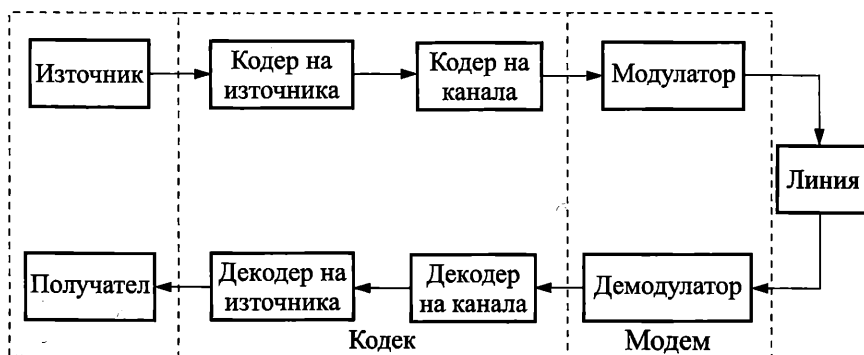 Източник
Кодер на
източника
Кодер на
канала
Модулатор
Линия
Получател
Декодер на
източника
Декодер
на канала
Демодулатор
Кодек
Модем